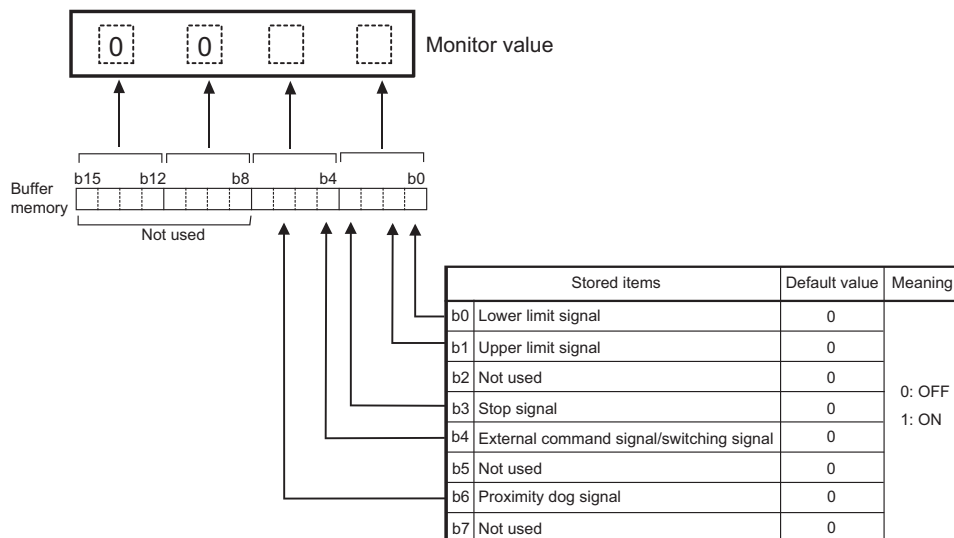 0 0 Monitor value
b15 b12 b8 b4 b0
Buffer
memory
Not used
Stored items Default value Meaning
b0 Lower limit signal 0
b1 Upper limit signal 0
b2 Not used 0
b3 Stop signal 0
b4 External command signal/switching signal 0
b5 Not used 0
b6 Proximity dog signal 0
b7 Not used 0
0: OFF
1: ON